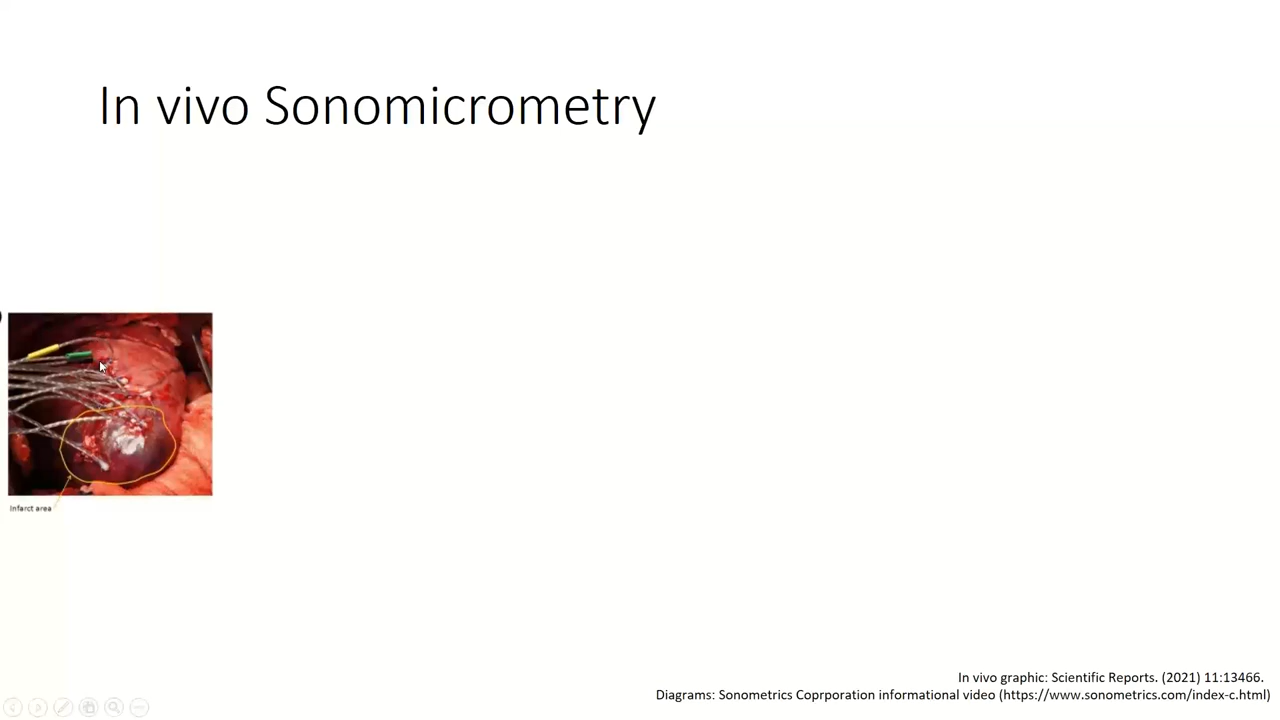 In vivo Sonomicrometry
Infarct area
In vivo graphic: Scientific Reports. (2021) 11:13466.
Diagrams: Sonometrics Coprporation informational video (https://www.sonometrics.com/index-c.html)